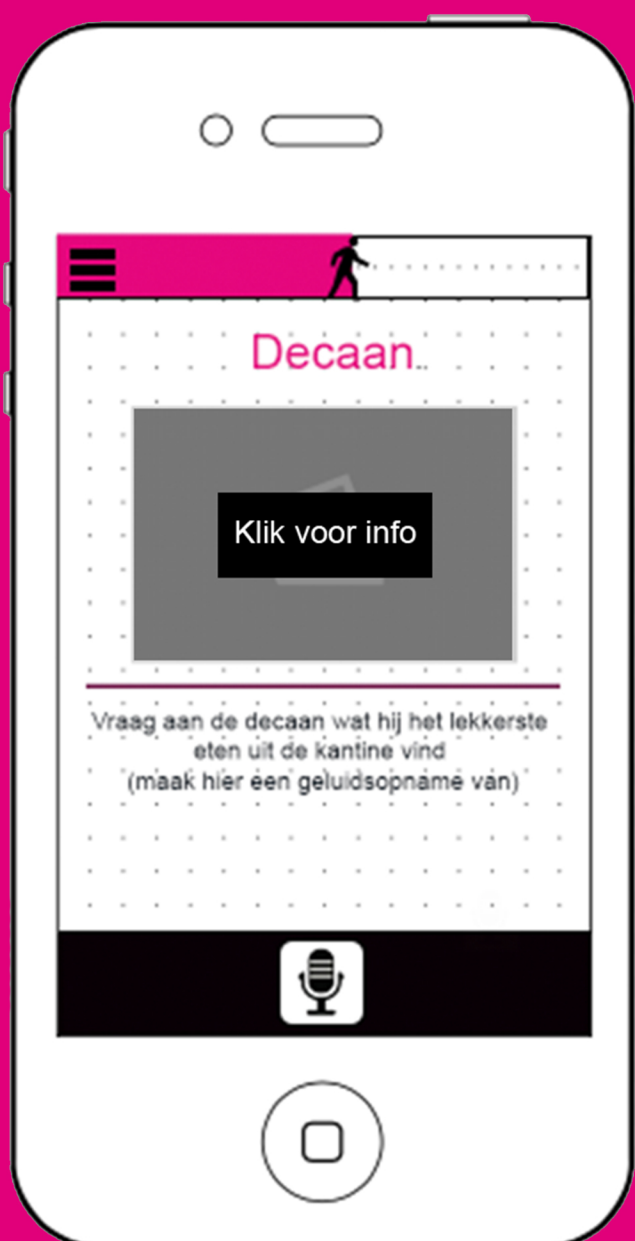 Decaan
Klik voor info
Vraag aan de decaan wat hij het lekkerste
eten uit de kantine vind
(maak hier een geluidsopname van)